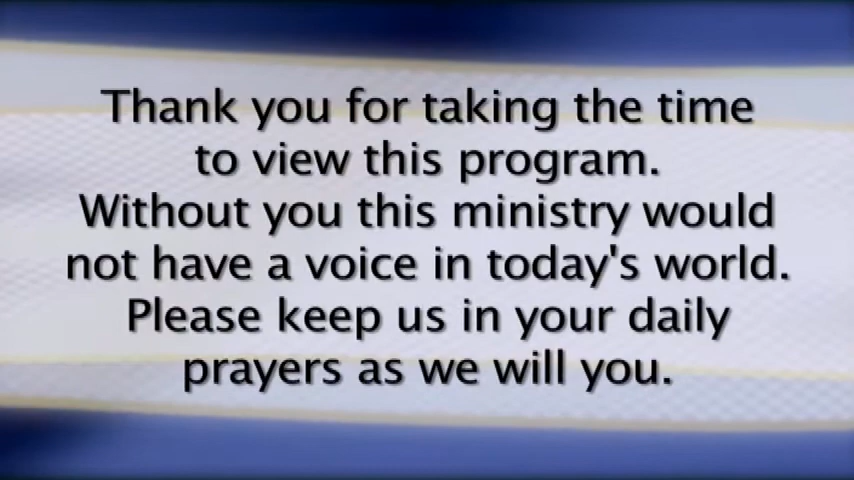 Thank you for taking the time
to view this program.
Without you this ministry would
not have a voice in today's world.
Please keep us in your daily
prayers as we will you.